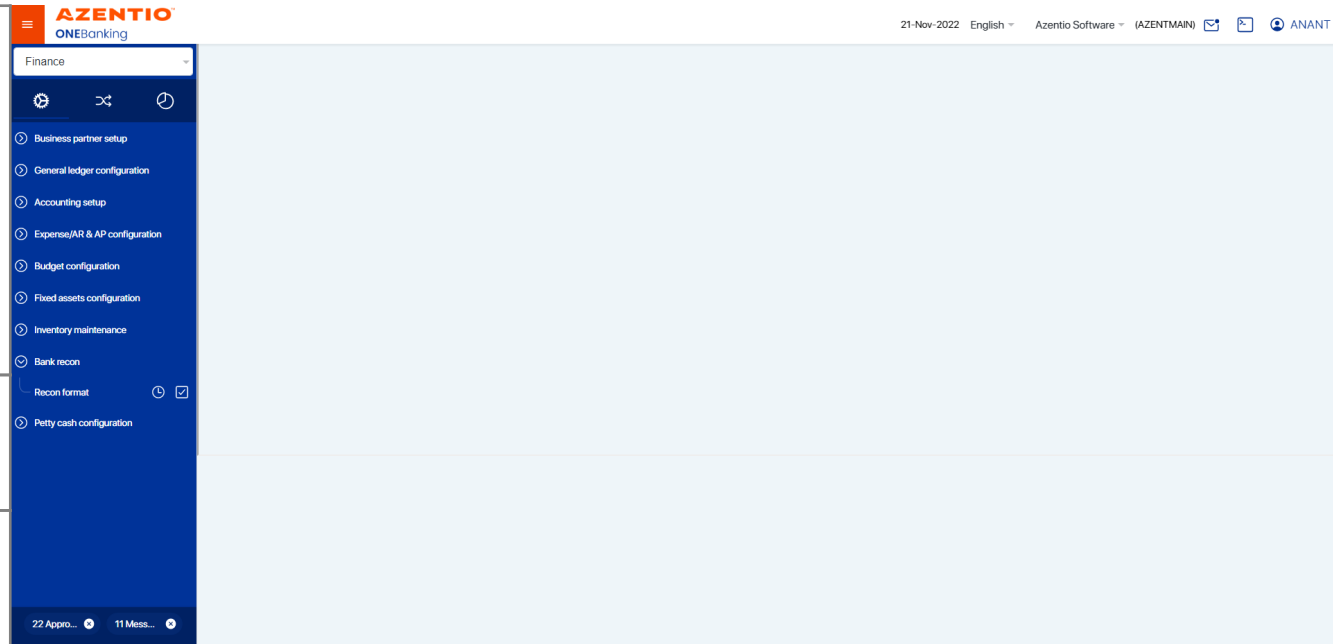 AZENTIO™
ONEBanking
21-Nov-2022 English Azentio Software (AZENTMAIN) ANANT
Finance
Business partner setup
General ledger configuration
Accounting setup
Expense/AR & AP configuration
Budget configuration
Fixed assets configuration
Inventory maintenance
Bank recon
Recon format
Petty cash configuration
22 Appro... 11 Mess...